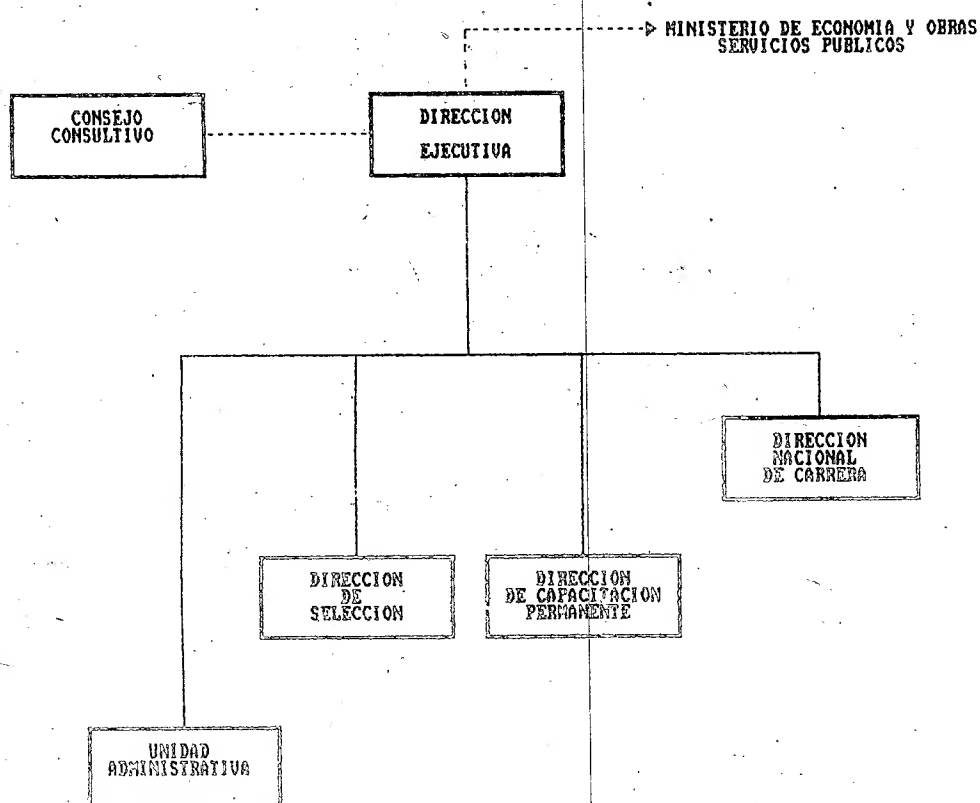 MINISTERIO DE ECONOMIA Y OBRAS
SERVICIOS PUBLICOS
CONSEJO
CONSULTIVO
DIRECCION
EJECUTIVA
DIRECCION
NACIONAL
DE CARRERA
DIRECCION
DE
SELECCION
DIRECCION
DE CAPACITACION
PERMANENTE
UNIDAD
ADMINISTRATIVA